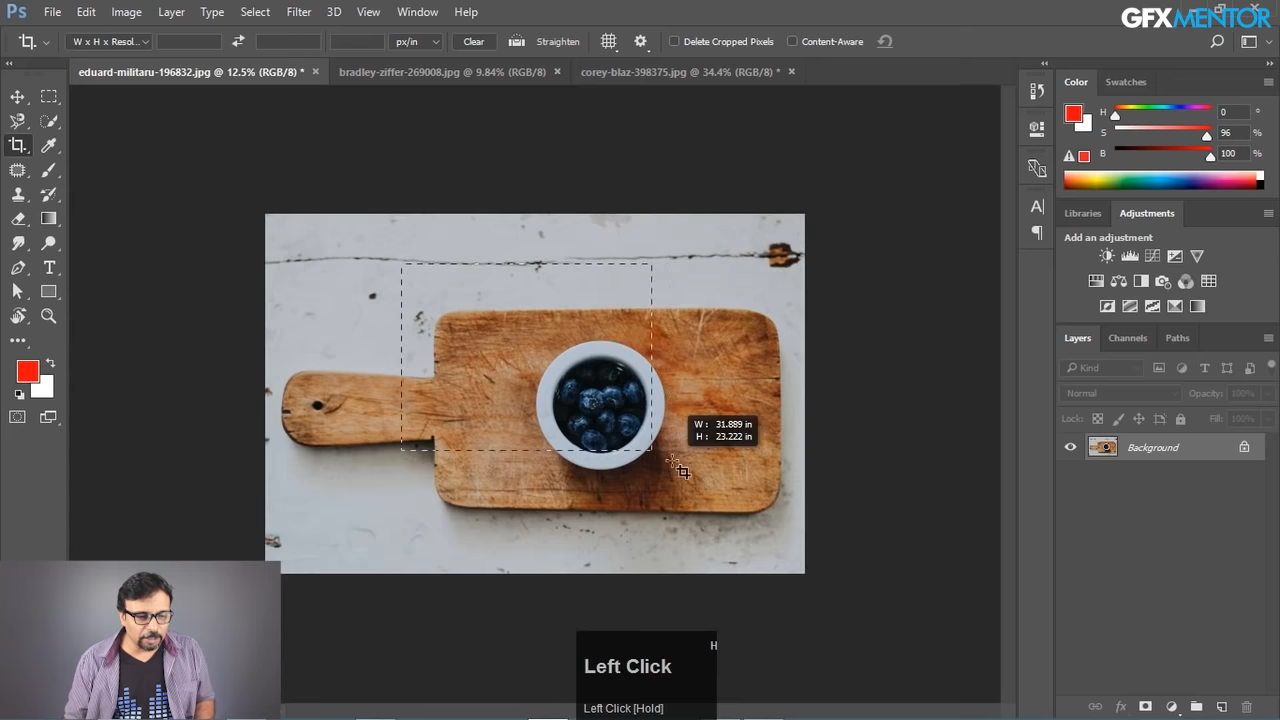 Ps File Edit Image Layer Type Select Filter 3D View Window Help
GFXMENTOR
W x H x Resol... px/in Clear Straighten Delete Cropped Pixels Content-Aware
eduard-militaru-196832.jpg @ 12.5% (RGB/8) * × bradley-ziffer-269008.jpg @ 9.84% (RGB/8) × corey-blaz-398375.jpg @ 34.4% (RGB/8) * ×
Color Swatches
H 0 °
S 96 %
B 100 %
Libraries Adjustments
Add an adjustment
Layers Channels Paths
Kind
Normal Opacity: 100%
Lock: Fill: 100%
Background
W : 31.889 in
H : 23.222 in
H
Left Click
Left Click [Hold]